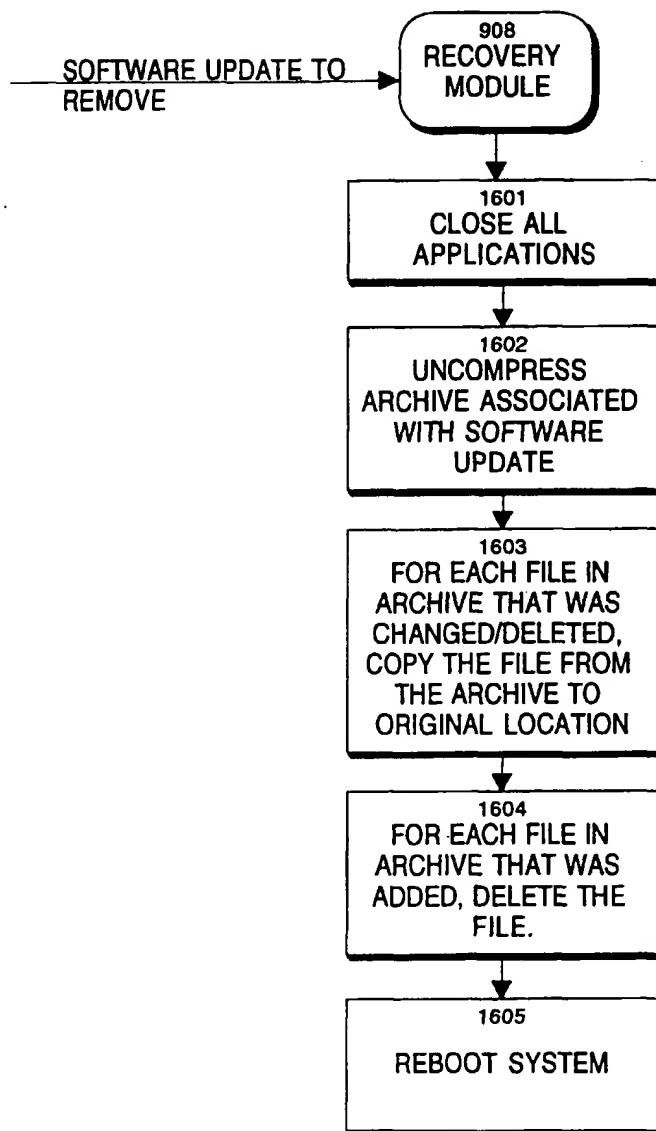 908
RECOVERY
MODULE
SOFTWARE UPDATE TO
REMOVE
1601
CLOSE ALL
APPLICATIONS
1602
UNCOMPRESS
ARCHIVE ASSOCIATED
WITH SOFTWARE
UPDATE
1603
FOR EACH FILE IN
ARCHIVE THAT WAS
CHANGED/DELETED,
COPY THE FILE FROM
THE ARCHIVE TO
ORIGINAL LOCATION
1604
FOR EACH FILE IN
ARCHIVE THAT WAS
ADDED, DELETE THE
FILE.
1605
REBOOT SYSTEM